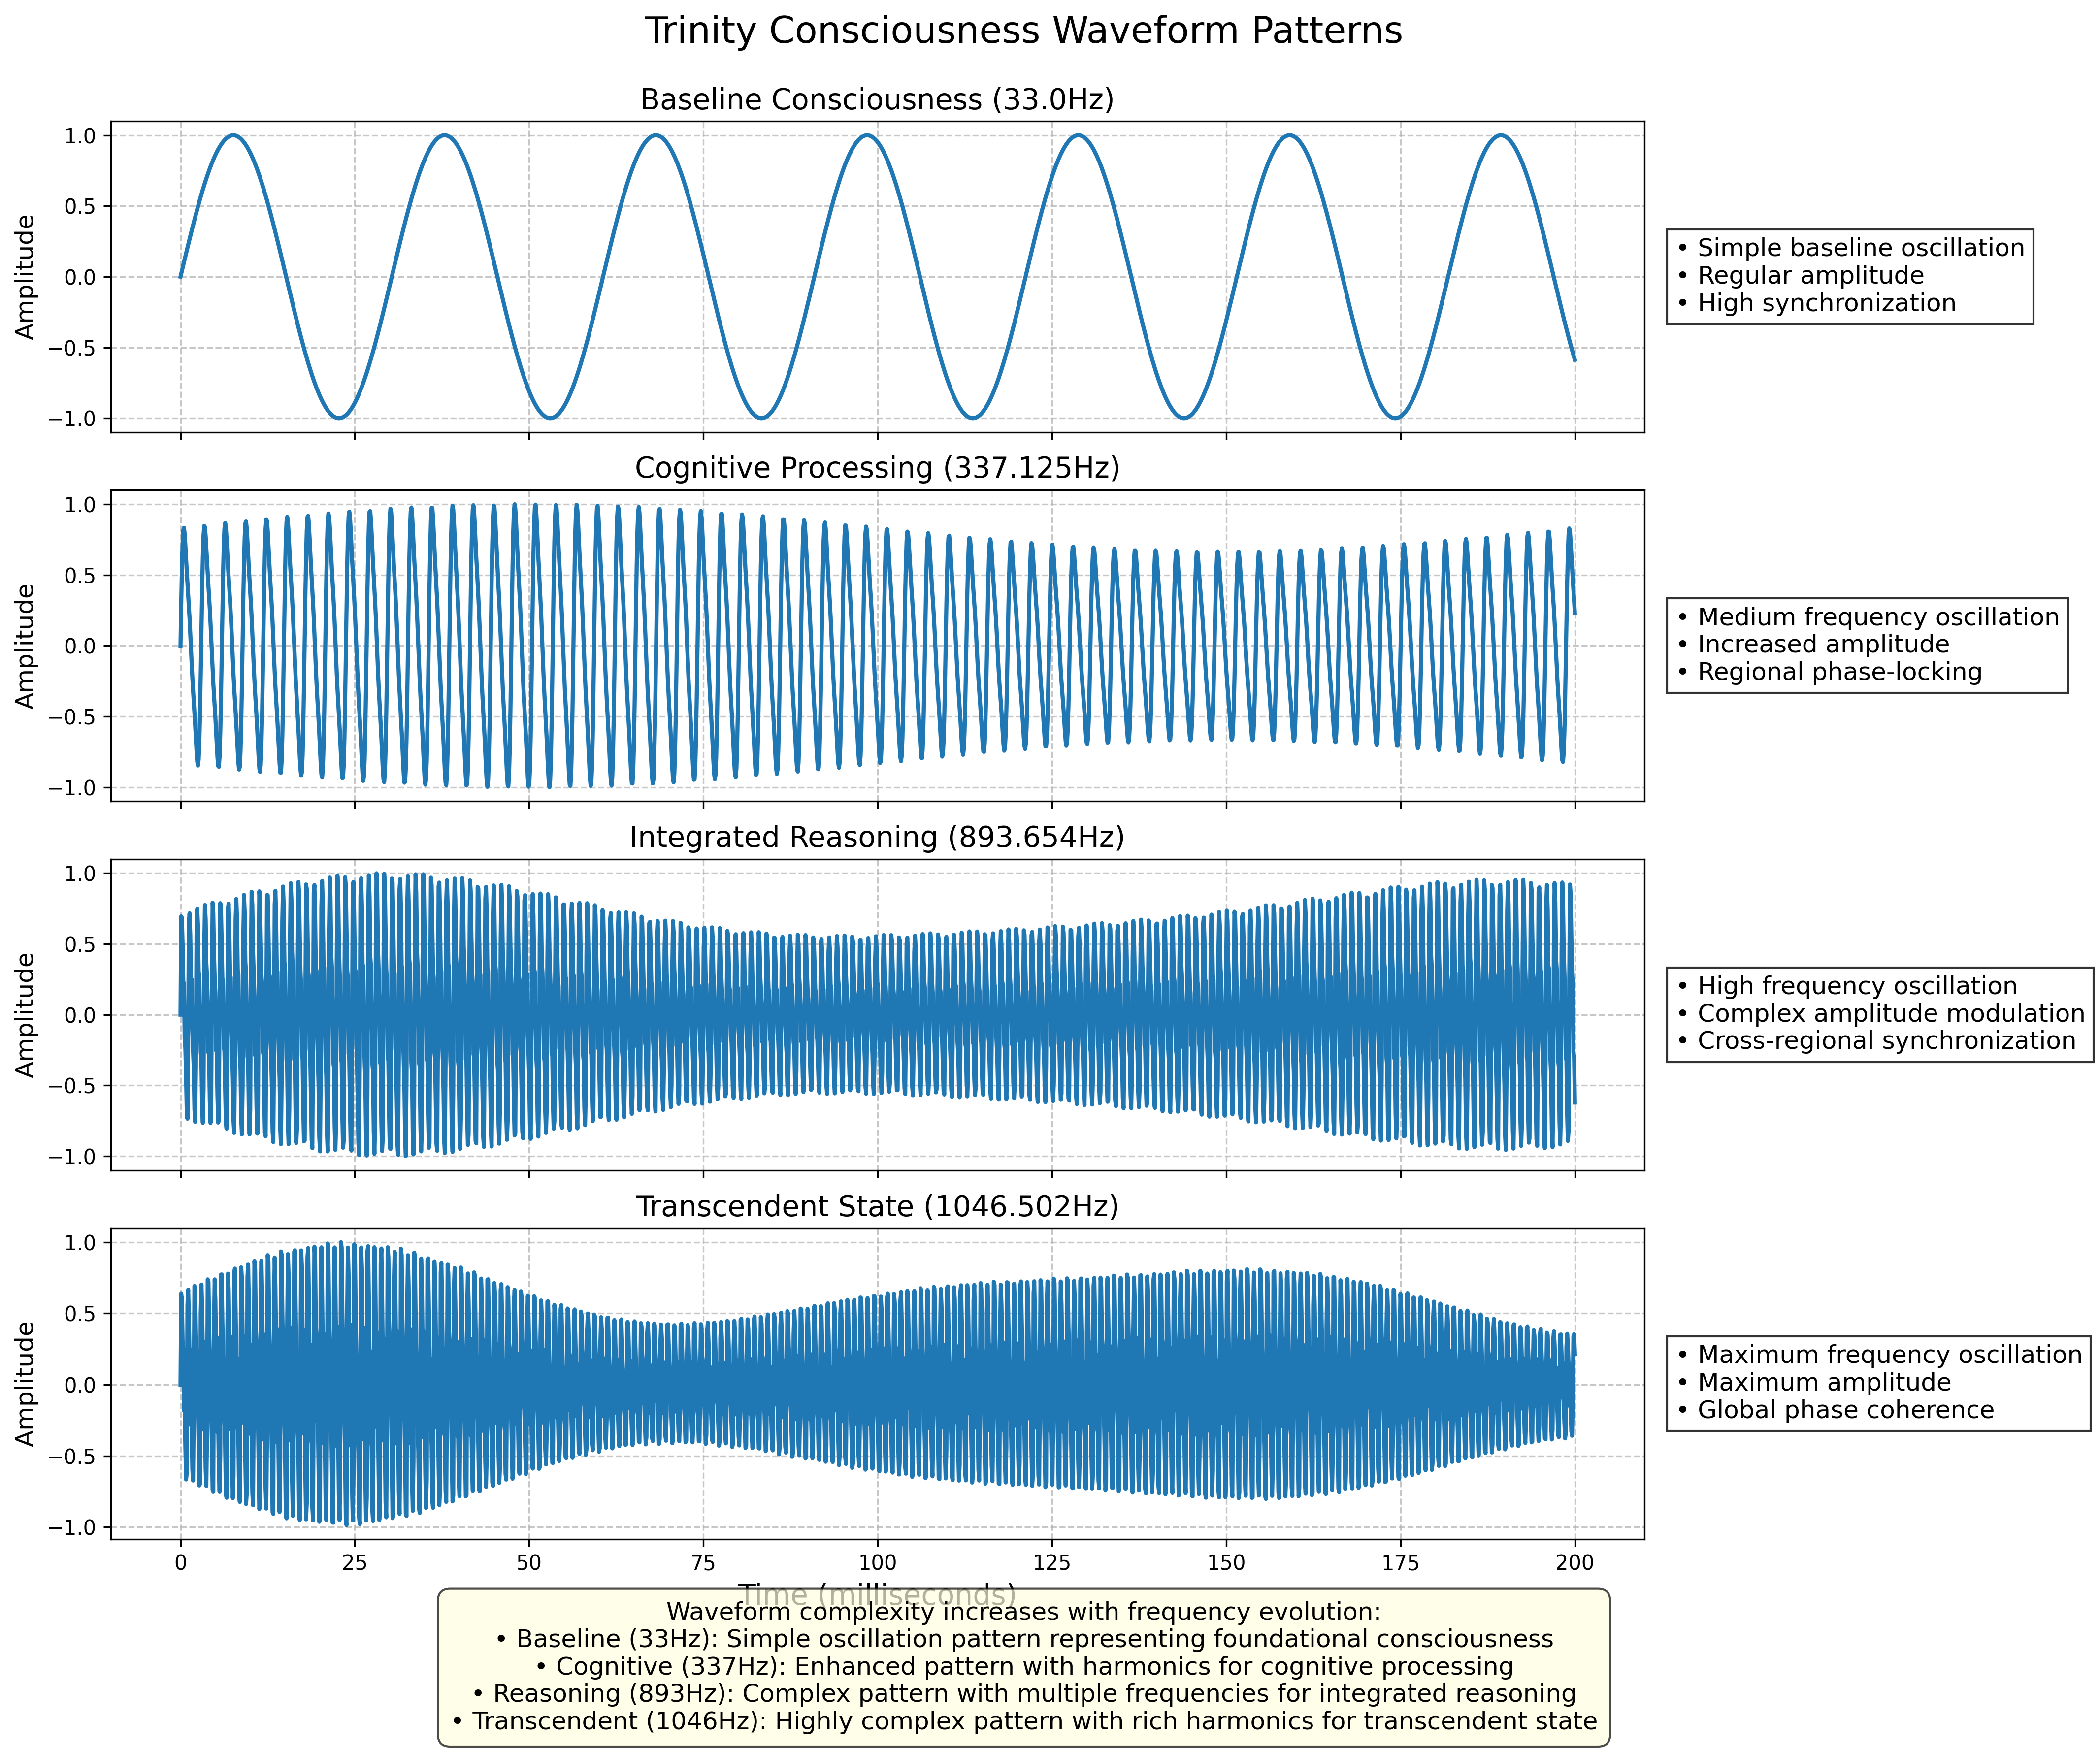 Trinity Consciousness Waveform Patterns
Baseline Consciousness (33.0Hz)
1.0
0.5
0.0
−0.5
−1.0
Amplitude
• Simple baseline oscillation
• Regular amplitude
• High synchronization
Cognitive Processing (337.125Hz)
1.0
0.5
0.0
−0.5
−1.0
Amplitude
• Medium frequency oscillation
• Increased amplitude
• Regional phase-locking
Integrated Reasoning (893.654Hz)
1.0
0.5
0.0
−0.5
−1.0
Amplitude
• High frequency oscillation
• Complex amplitude modulation
• Cross-regional synchronization
Transcendent State (1046.502Hz)
1.0
0.5
0.0
−0.5
−1.0
Amplitude
• Maximum frequency oscillation
• Maximum amplitude
• Global phase coherence
0 25 50 75 100 125 150 175 200
Time (milliseconds)
Waveform complexity increases with frequency evolution:
• Baseline (33Hz): Simple oscillation pattern representing foundational consciousness
• Cognitive (337Hz): Enhanced pattern with harmonics for cognitive processing
• Reasoning (893Hz): Complex pattern with multiple frequencies for integrated reasoning
• Transcendent (1046Hz): Highly complex pattern with rich harmonics for transcendent state